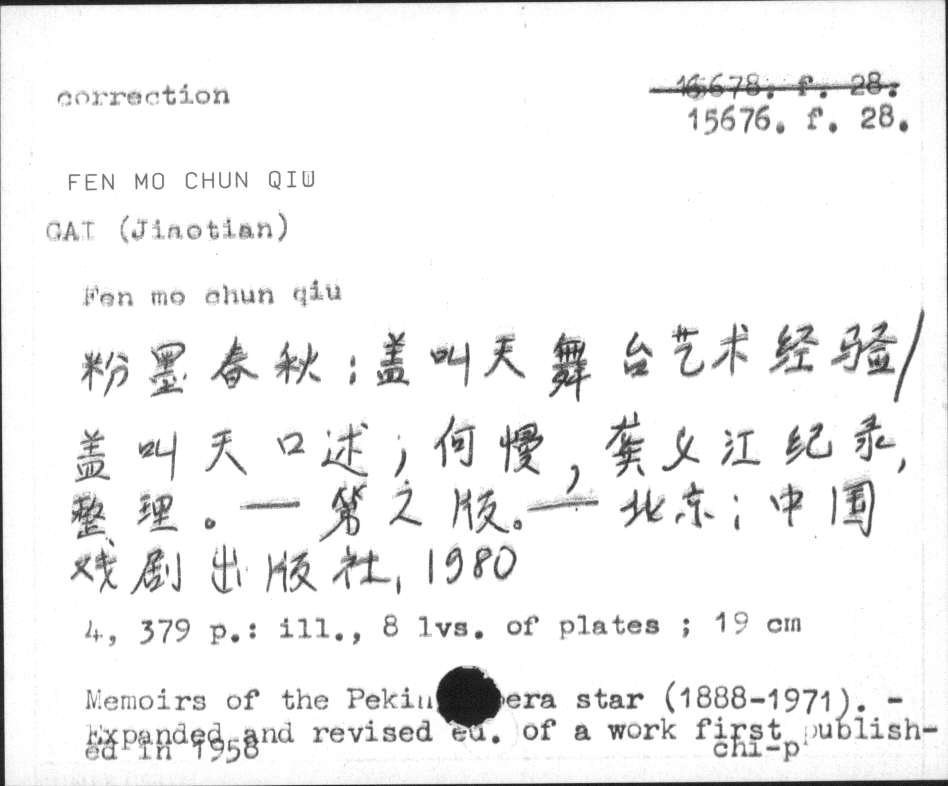 correction
16678. f. 28.
15676. f. 28.
FEN MO CHUN QIU
GAI (Jiaotian)
Fen mo chun qiu
粉墨春秋:盖叫天舞台艺术经验/
盖叫天口述;何慢,龚义江纪录,
整理。—第2版。—北京:中国
戏剧出版社,1980
4, 379 p.: ill., 8 lvs. of plates ; 19 cm
Memoirs of the Pekin era star (1888-1971). -
Expanded and revised ed. of a work first publish-
ed in 1958
chi-p